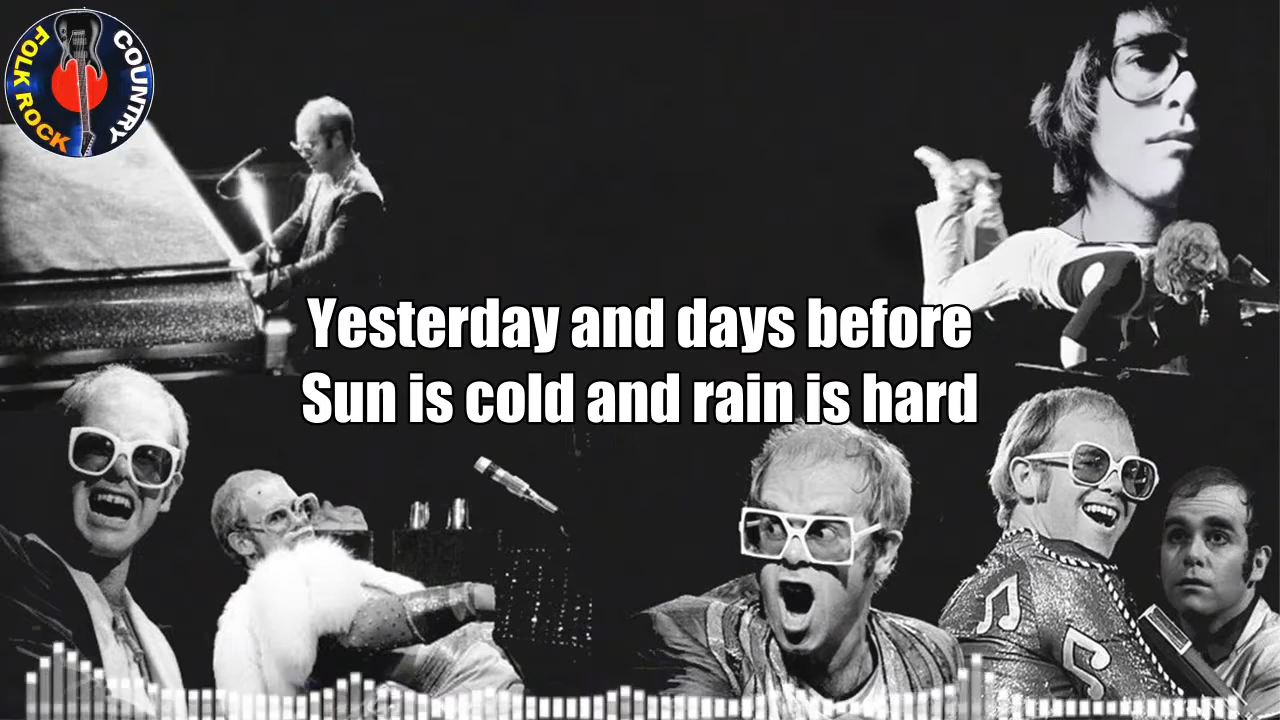 FOLK ROCK
COUNTRY
Yesterday and days before
Sun is cold and rain is hard